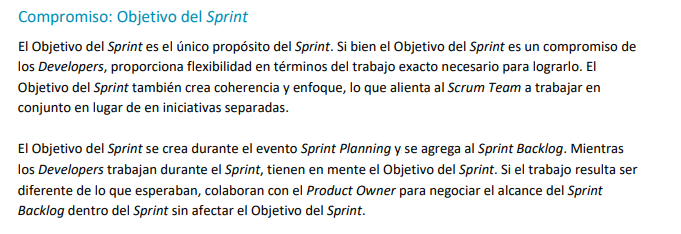 Compromiso: Objetivo del Sprint
El Objetivo del Sprint es el único propósito del Sprint. Si bien el Objetivo del Sprint es un compromiso de
los Developers, proporciona flexibilidad en términos del trabajo exacto necesario para lograrlo. El
Objetivo del Sprint también crea coherencia y enfoque, lo que alienta al Scrum Team a trabajar en
conjunto en lugar de en iniciativas separadas.
El Objetivo del Sprint se crea durante el evento Sprint Planning y se agrega al Sprint Backlog. Mientras
los Developers trabajan durante el Sprint, tienen en mente el Objetivo del Sprint. Si el trabajo resulta ser
diferente de lo que esperaban, colaboran con el Product Owner para negociar el alcance del Sprint
Backlog dentro del Sprint sin afectar el Objetivo del Sprint.